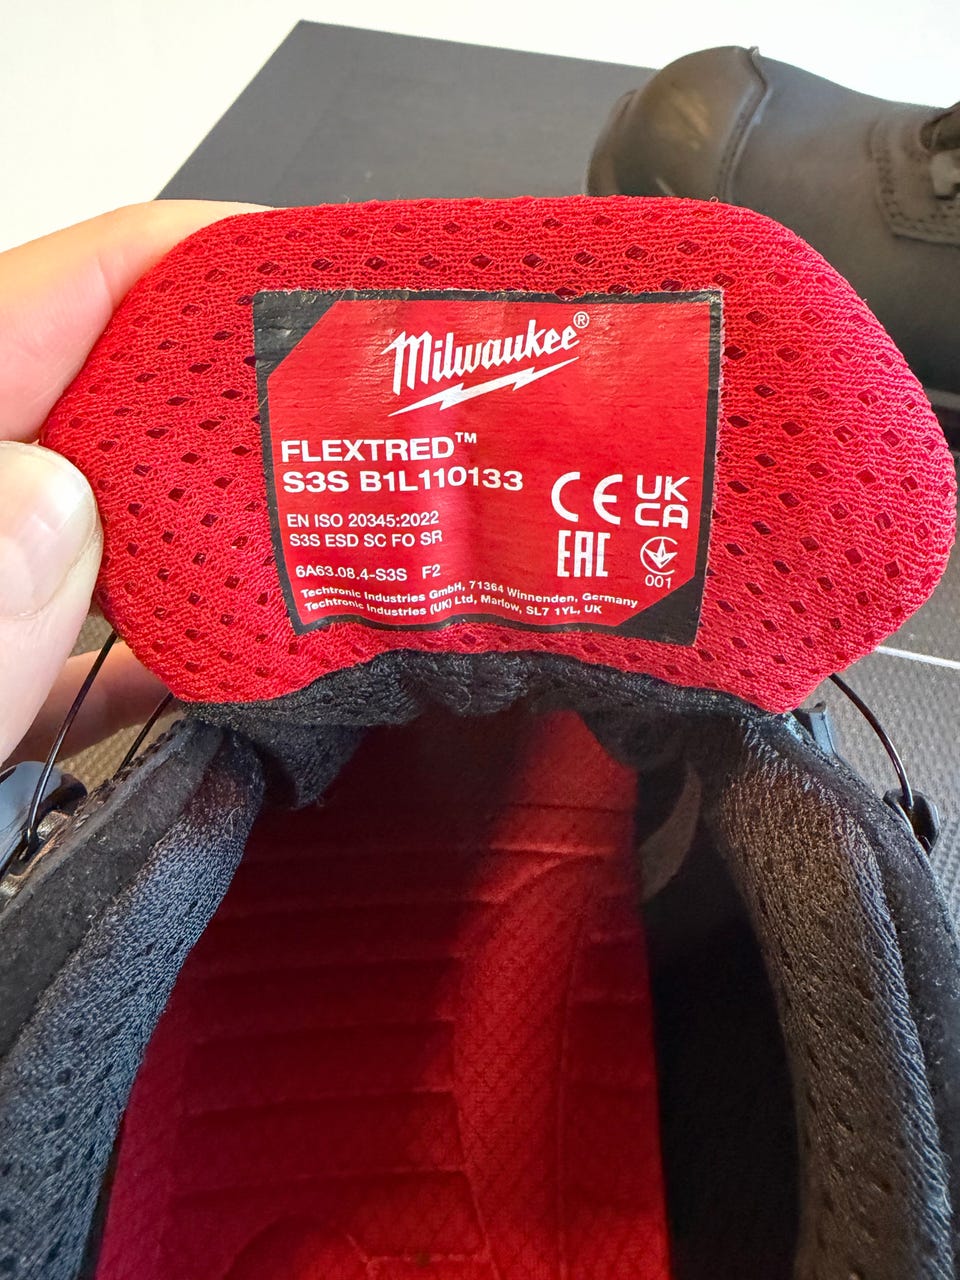 Milwaukee®
FLEXTRED™
S3S B1L110133
EN ISO 20345:2022
S3S ESD SC FO SR
6A63.08.4-S3S F2
Techtronic Industries GmbH, 71364 Winnenden, Germany
Techtronic Industries (UK) Ltd, Marlow, SL7 1YL, UK
CE
UK
CA
EAC
001